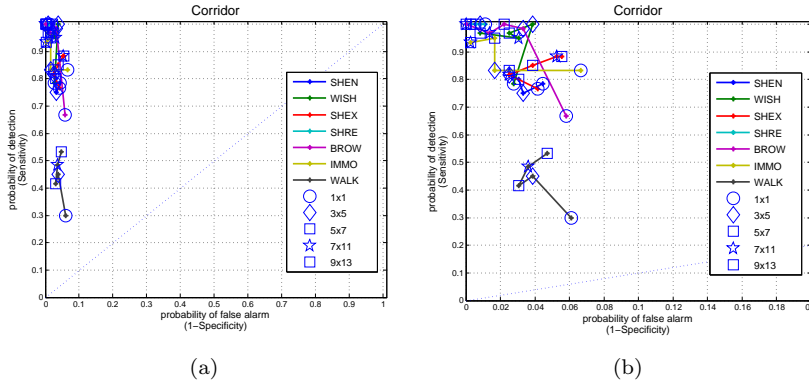 Corridor
1
0.9
0.8
0.7
0.6
0.5
0.4
0.3
0.2
0.1
0
0 0.1 0.2 0.3 0.4 0.5 0.6 0.7 0.8 0.9 1
probability of detection
(Sensitivity)
probability of false alarm
(1−Specificity)
SHEN
WISH
SHEX
SHRE
BROW
IMMO
WALK
1x1
3x5
5x7
7x11
9x13
(a)
Corridor
1
0.9
0.8
0.7
0.6
0.5
0.4
0.3
0.2
0.1
0
0 0.02 0.04 0.06 0.08 0.1 0.12 0.14 0.16 0.18
probability of detection
(Sensitivity)
probability of false alarm
(1−Specificity)
SHEN
WISH
SHEX
SHRE
BROW
IMMO
WALK
1x1
3x5
5x7
7x11
9x13
(b)